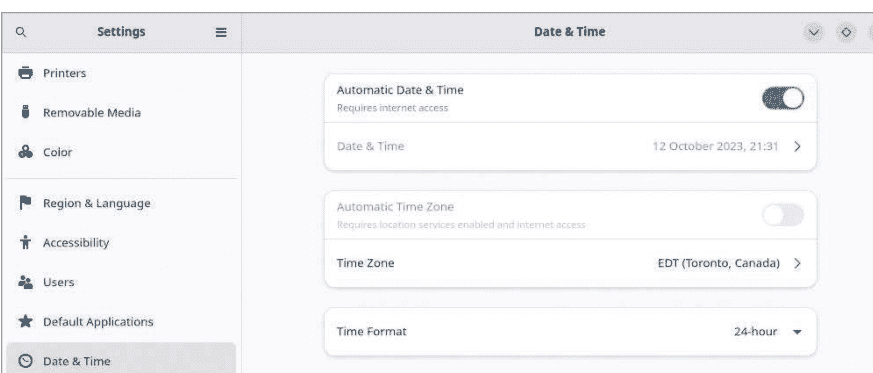 Settings
Date & Time
Printers
Removable Media
Color
Region & Language
Accessibility
Users
Default Applications
Date & Time
Automatic Date & Time
Requires internet access
Date & Time 12 October 2023, 21:31
Automatic Time Zone
Requires location services enabled and internet access
Time Zone EDT (Toronto, Canada)
Time Format 24-hour